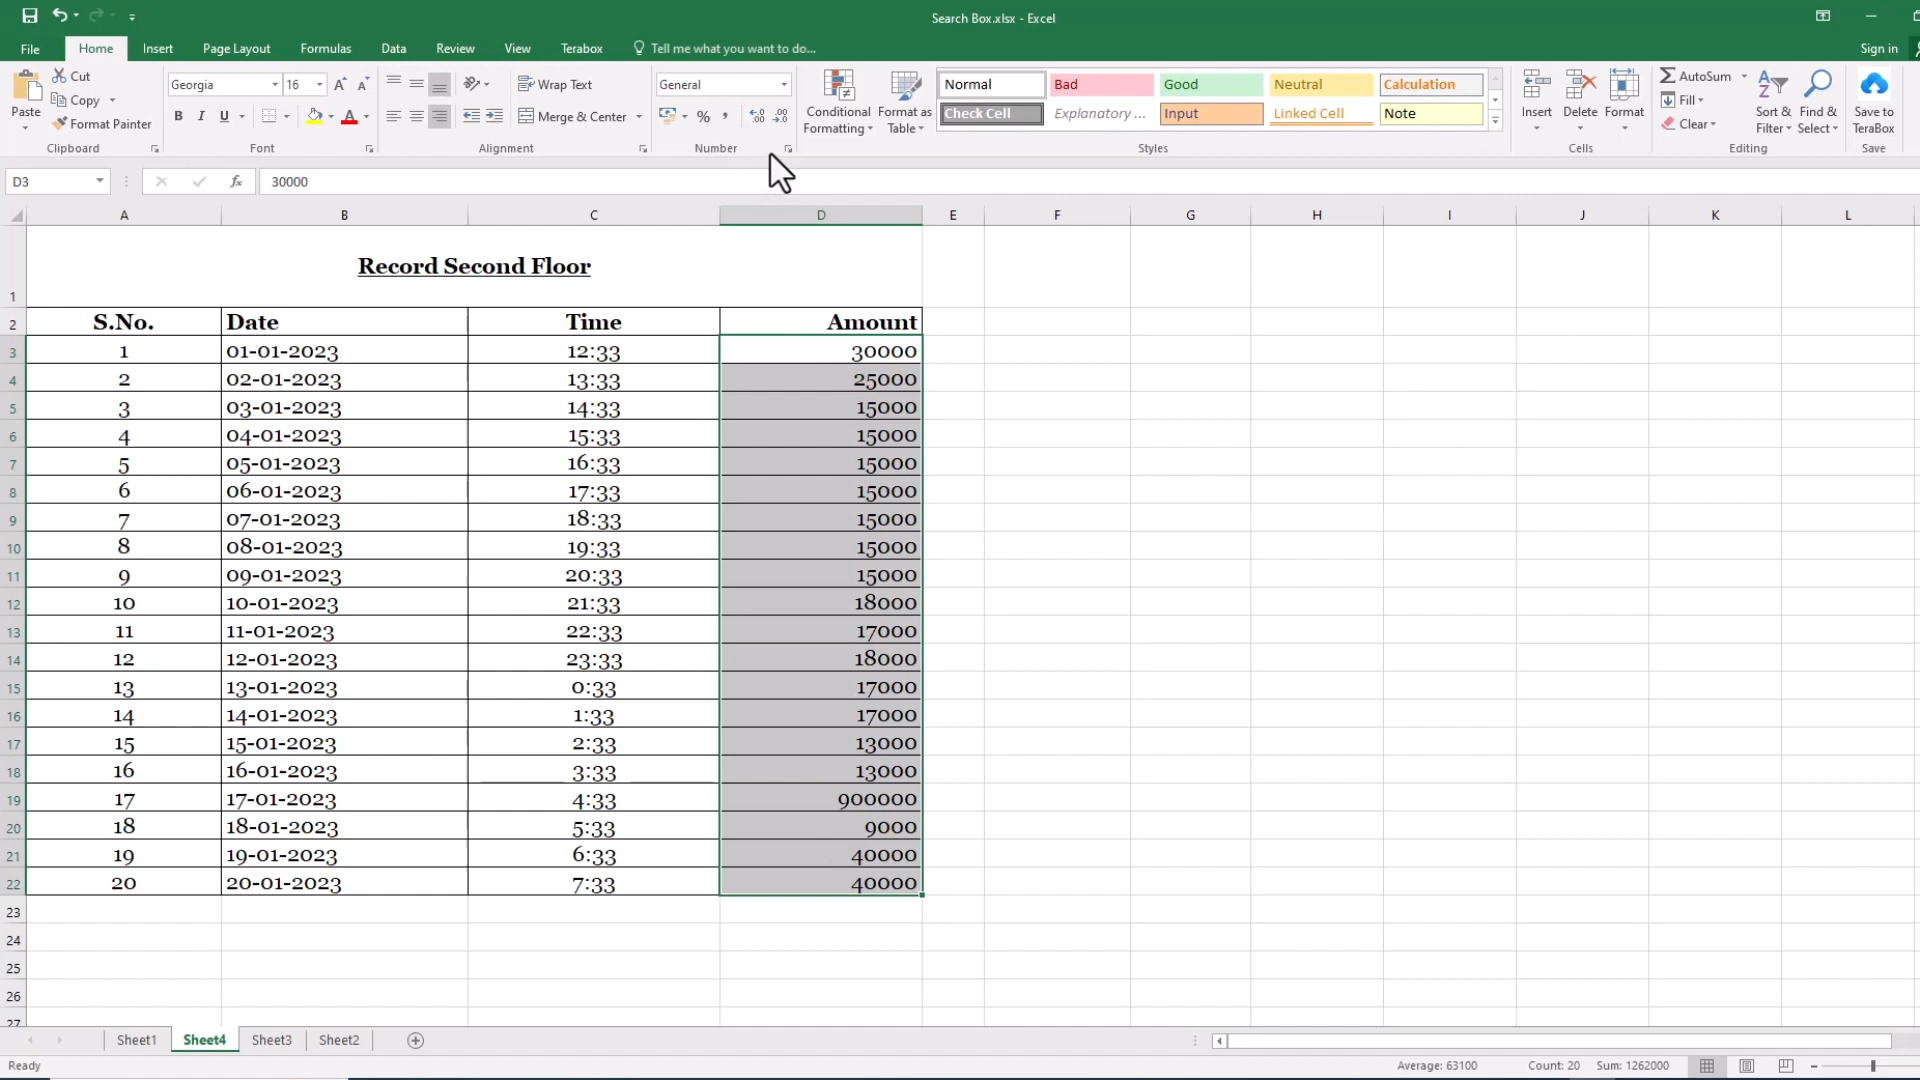 Search Box.xlsx - Excel
File Home Insert Page Layout Formulas Data Review View Terabox Tell me what you want to do... Sign in
Cut
Copy
Format Painter
Paste
Clipboard
Georgia 16
B I U
Font
Wrap Text
Merge & Center
Alignment
General
%
Number
Conditional Formatting
Format as Table
Normal Bad Good Neutral Calculation
Check Cell Explanatory ... Input Linked Cell Note
Styles
Insert Delete Format
Cells
AutoSum
Fill
Clear
Sort & Filter
Find & Select
Editing
Save to TeraBox
Save
D3 fx 30000
A B C D E F G H I J K L
1 Record Second Floor
2 S.No. Date Time Amount
3 1 01-01-2023 12:33 30000
4 2 02-01-2023 13:33 25000
5 3 03-01-2023 14:33 15000
6 4 04-01-2023 15:33 15000
7 5 05-01-2023 16:33 15000
8 6 06-01-2023 17:33 15000
9 7 07-01-2023 18:33 15000
10 8 08-01-2023 19:33 15000
11 9 09-01-2023 20:33 15000
12 10 10-01-2023 21:33 18000
13 11 11-01-2023 22:33 17000
14 12 12-01-2023 23:33 18000
15 13 13-01-2023 0:33 17000
16 14 14-01-2023 1:33 17000
17 15 15-01-2023 2:33 13000
18 16 16-01-2023 3:33 13000
19 17 17-01-2023 4:33 900000
20 18 18-01-2023 5:33 9000
21 19 19-01-2023 6:33 40000
22 20 20-01-2023 7:33 40000
23
24
25
26
27
Sheet1 Sheet4 Sheet3 Sheet2
Ready Average: 63100 Count: 20 Sum: 1262000